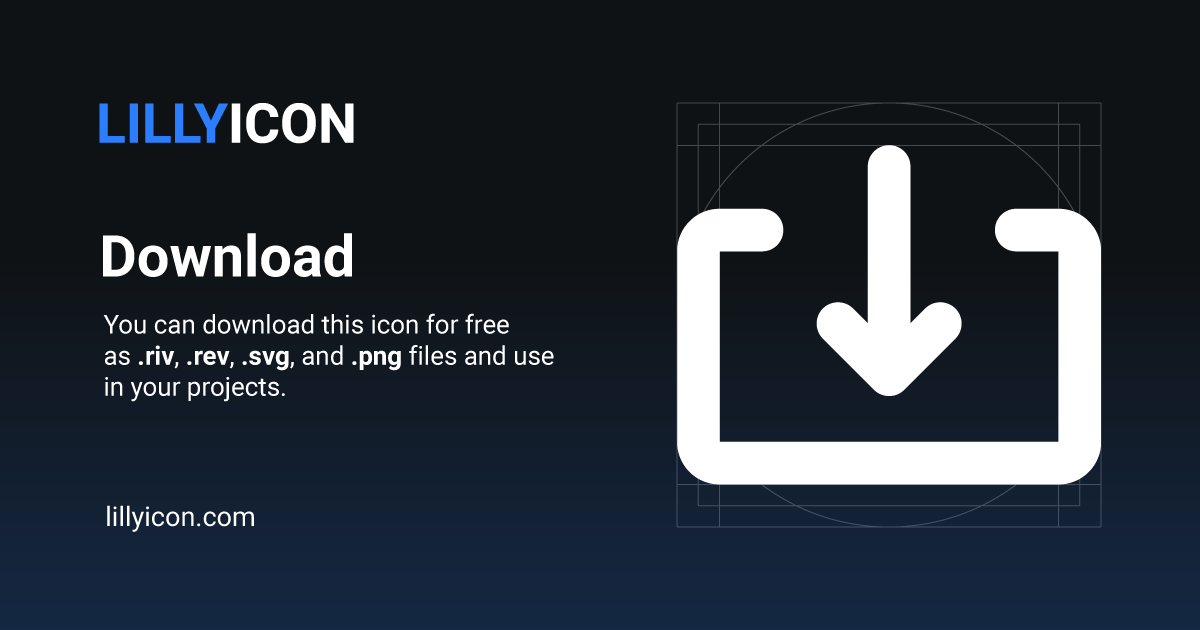 LILLYICON
Download
You can download this icon for free
as .riv, .rev, .svg, and .png files and use
in your projects.
lillyicon.com